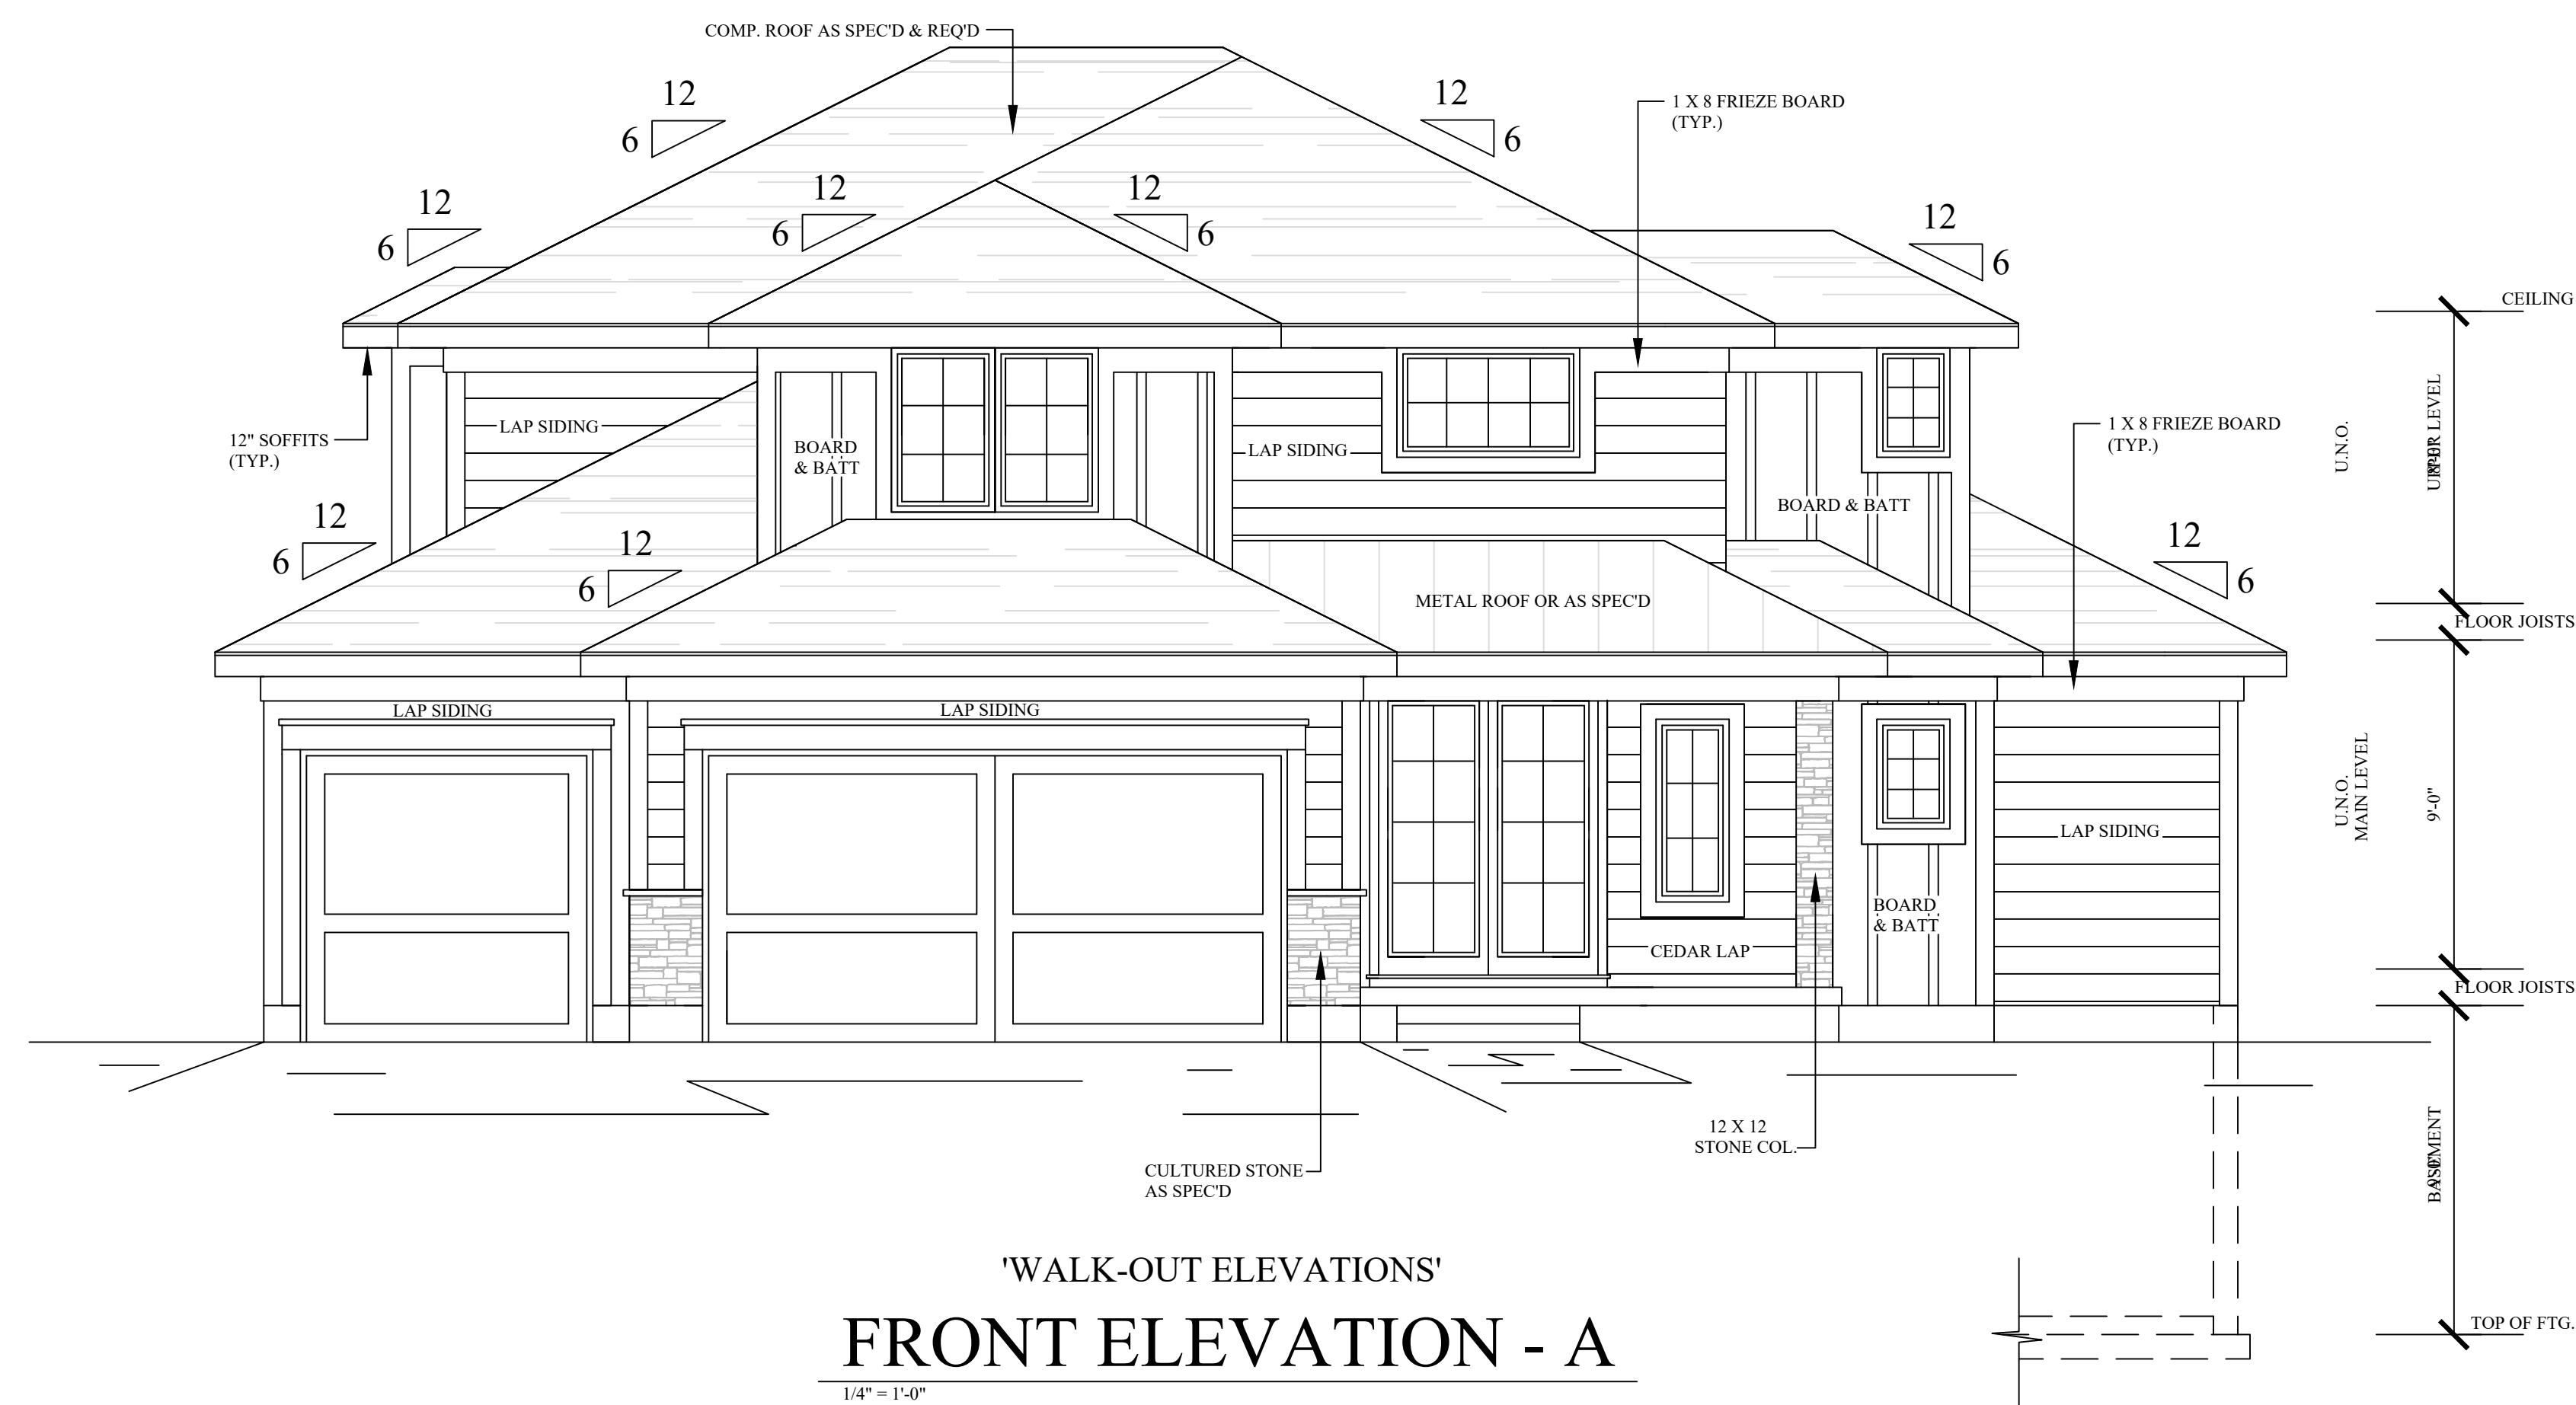 COMP. ROOF AS SPEC'D & REQ'D
12
6
12
6
1 X 8 FRIEZE BOARD
(TYP.)
12
6
12
6
12
6
12
6
CEILING
12" SOFFITS
(TYP.)
LAP SIDING
BOARD
& BATT
LAP SIDING
BOARD & BATT
1 X 8 FRIEZE BOARD
(TYP.)
U.N.O.
UPPER LEVEL
12
6
12
6
12
6
METAL ROOF OR AS SPEC'D
FLOOR JOISTS
LAP SIDING
LAP SIDING
LAP SIDING
BOARD
& BATT
CEDAR LAP
U.N.O.
MAIN LEVEL
9'-0"
FLOOR JOISTS
12 X 12
STONE COL.
CULTURED STONE
AS SPEC'D
BASEMENT
TOP OF FTG.
'WALK-OUT ELEVATIONS'
FRONT ELEVATION - A
1/4" = 1'-0"